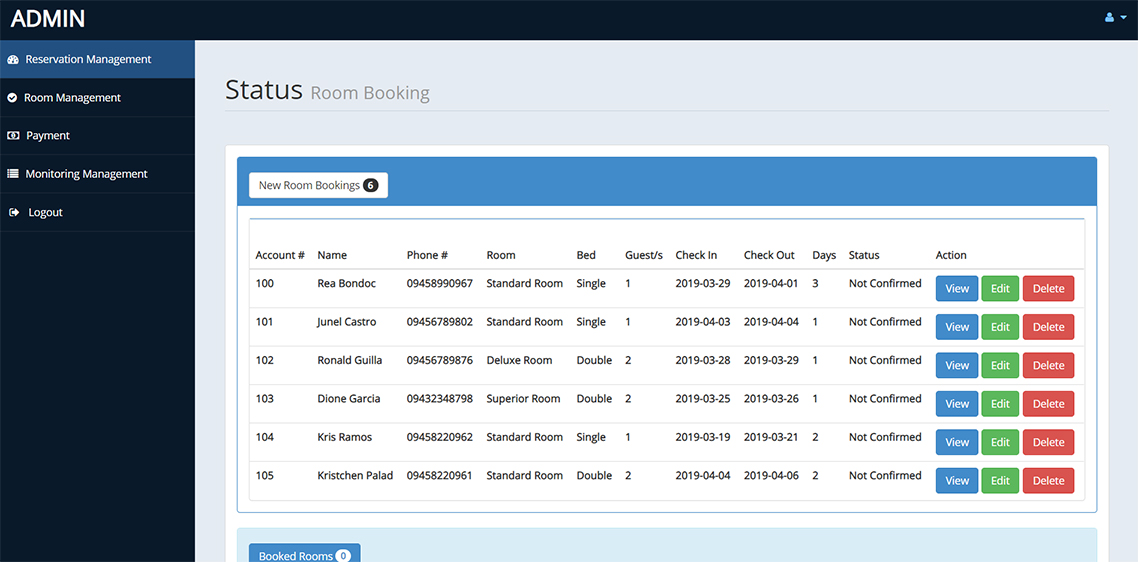 ADMIN
Reservation Management
Room Management
Payment
Monitoring Management
Logout
Status Room Booking
New Room Bookings 6
Account # Name Phone # Room Bed Guest/s Check In Check Out Days Status Action
100 Rea Bondoc 09458990967 Standard Room Single 1 2019-03-29 2019-04-01 3 Not Confirmed View Edit Delete
101 Junel Castro 09456789802 Standard Room Single 1 2019-04-03 2019-04-04 1 Not Confirmed View Edit Delete
102 Ronald Guilla 09456789876 Deluxe Room Double 2 2019-03-28 2019-03-29 1 Not Confirmed View Edit Delete
103 Dione Garcia 09432348798 Superior Room Double 2 2019-03-25 2019-03-26 1 Not Confirmed View Edit Delete
104 Kris Ramos 09458220962 Standard Room Single 1 2019-03-19 2019-03-21 2 Not Confirmed View Edit Delete
105 Kristchen Palad 09458220961 Standard Room Double 2 2019-04-04 2019-04-06 2 Not Confirmed View Edit Delete
Booked Rooms 0